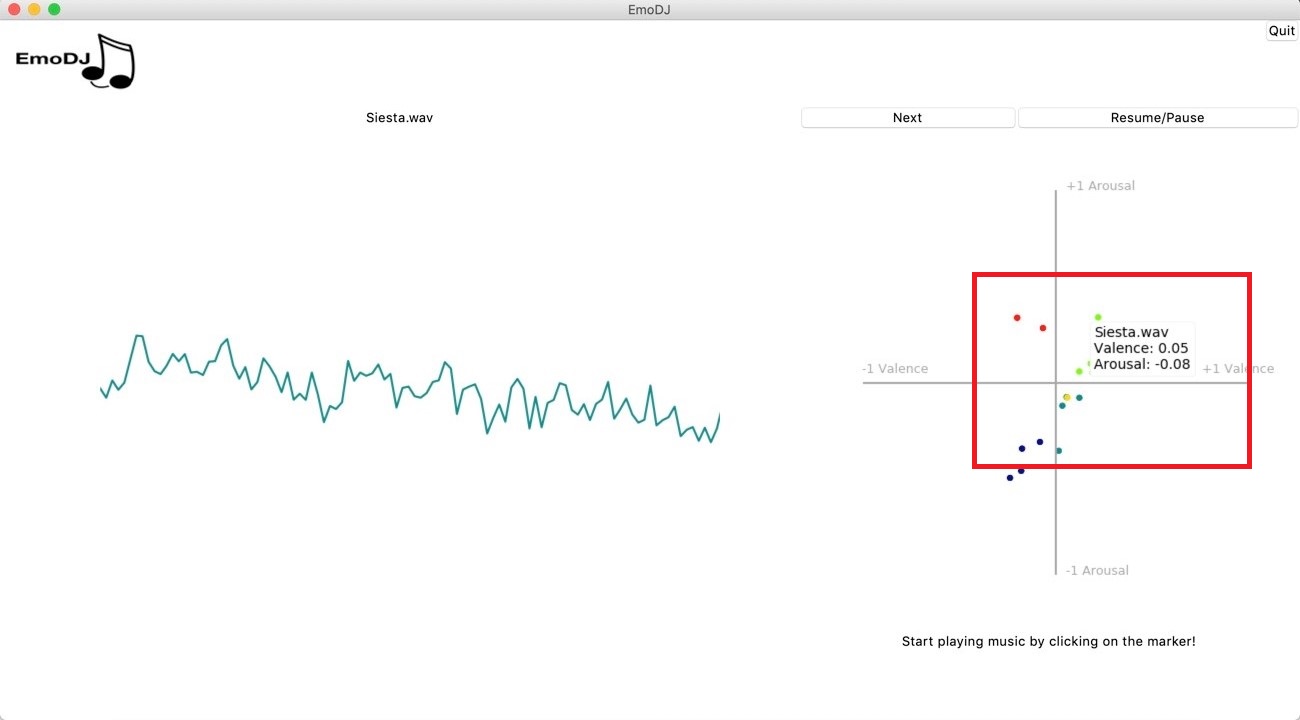 EmoDJ
Quit
EmoDJ
Siesta.wav
Next
Resume/Pause
+1 Arousal
Siesta.wav
Valence: 0.05
Arousal: -0.08
-1 Valence
+1 Valence
-1 Arousal
Start playing music by clicking on the marker!